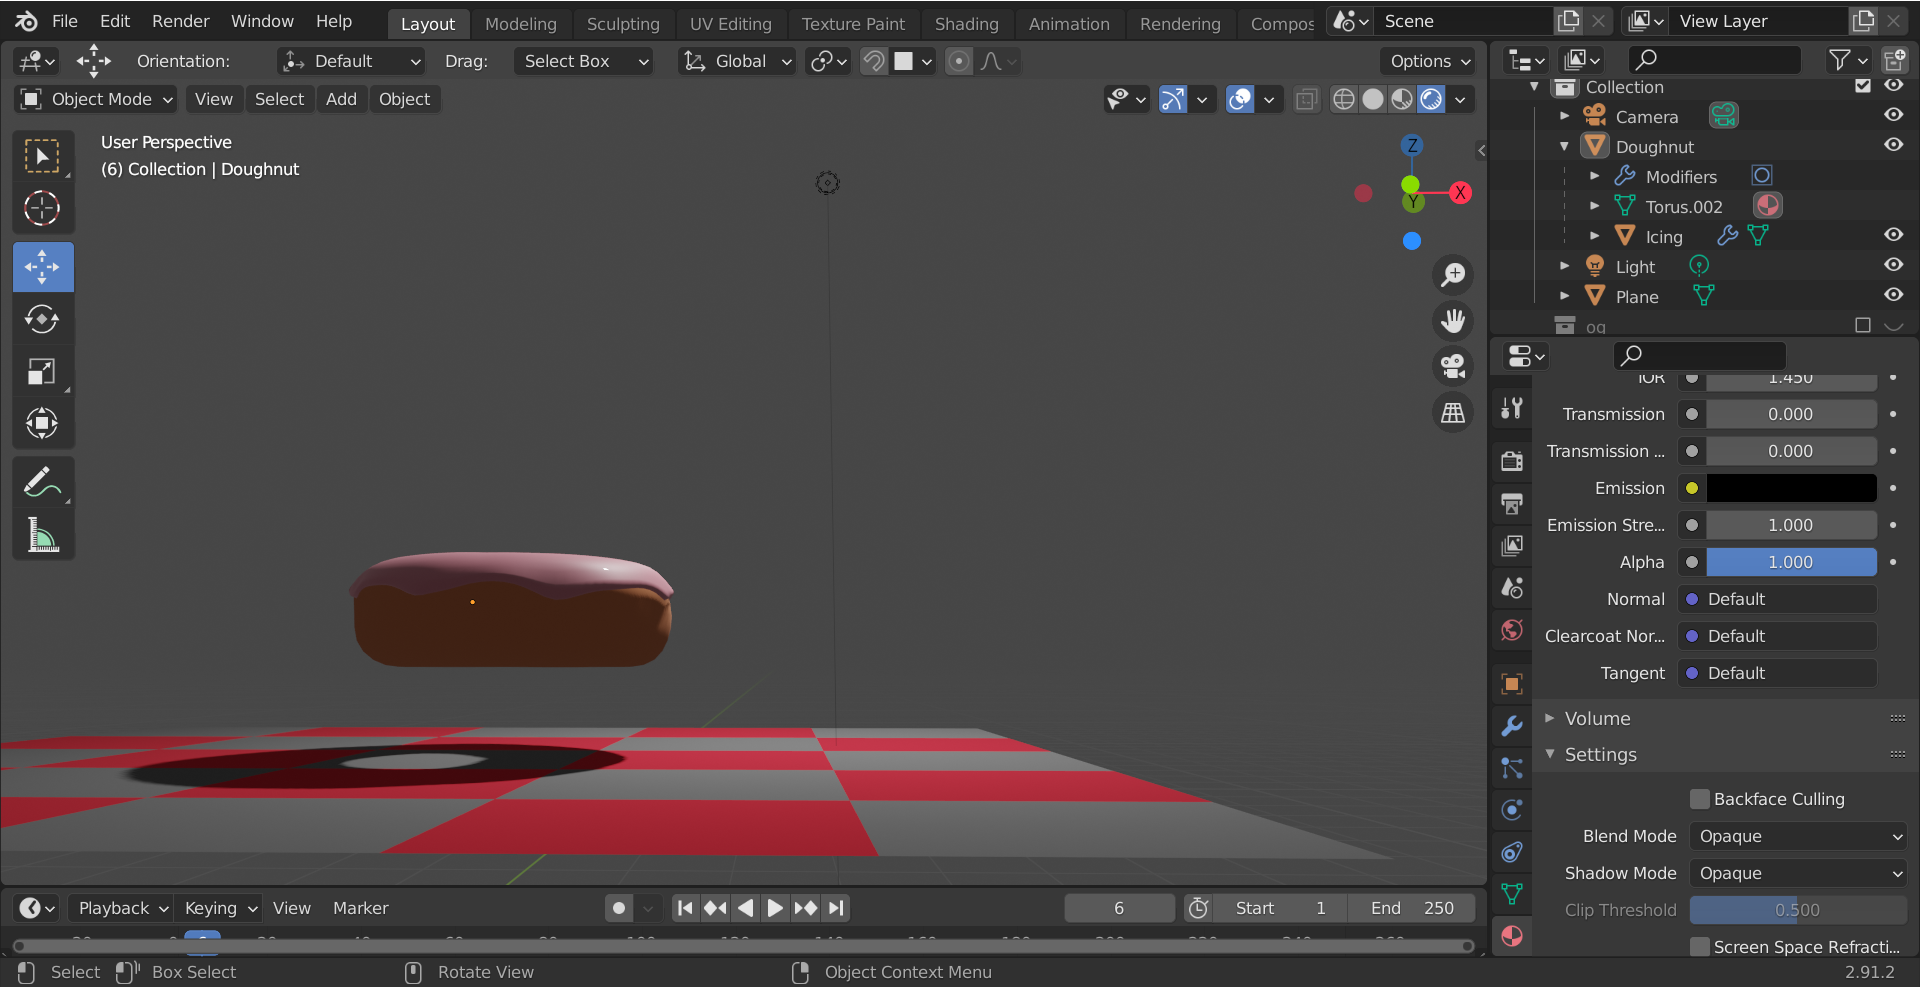 File Edit Render Window Help Layout Modeling Sculpting UV Editing Texture Paint Shading Animation Rendering Compos Scene View Layer
Orientation: Default Drag: Select Box Global Options
Object Mode View Select Add Object
User Perspective
(6) Collection | Doughnut
Z
X
Y
Collection
Camera
Doughnut
Modifiers
Torus.002
Icing
Light
Plane
og
IOR 1.450
Transmission 0.000
Transmission ... 0.000
Emission
Emission Stre... 1.000
Alpha 1.000
Normal Default
Clearcoat Nor... Default
Tangent Default
Volume
Settings
Backface Culling
Blend Mode Opaque
Shadow Mode Opaque
Clip Threshold 0.500
Screen Space Refracti...
Playback Keying View Marker 6 Start 1 End 250
Select Box Select Rotate View Object Context Menu 2.91.2